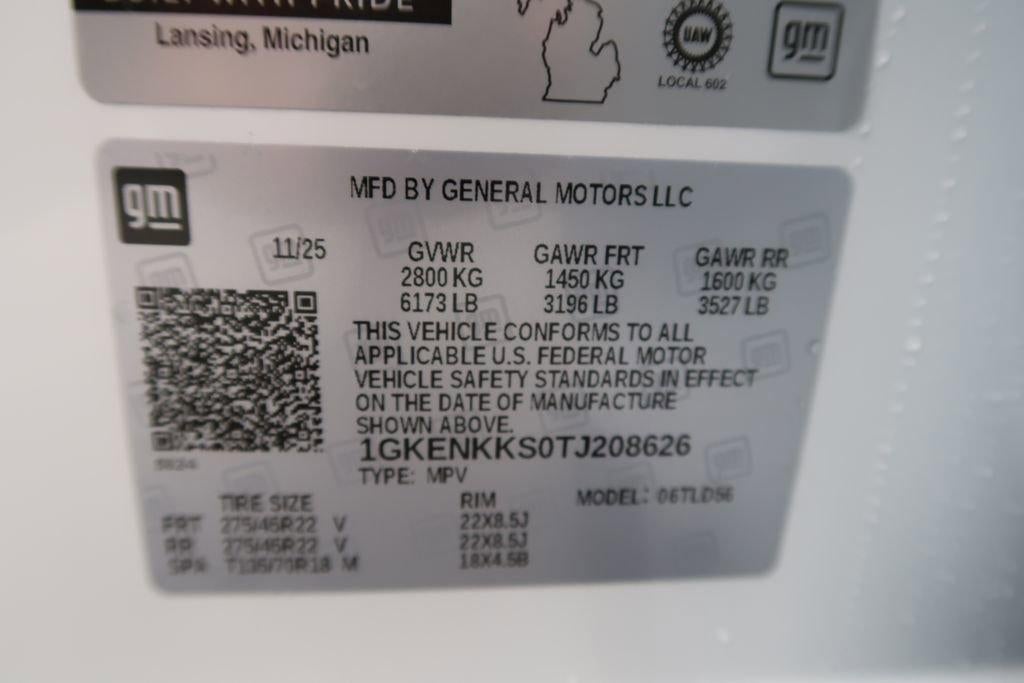 BUILT WITH PRIDE
Lansing, Michigan
UAW
LOCAL 602
gm
gm
MFD BY GENERAL MOTORS LLC
11/25 GVWR GAWR FRT GAWR RR
2800 KG 1450 KG 1600 KG
6173 LB 3196 LB 3527 LB
THIS VEHICLE CONFORMS TO ALL
APPLICABLE U.S. FEDERAL MOTOR
VEHICLE SAFETY STANDARDS IN EFFECT
ON THE DATE OF MANUFACTURE
SHOWN ABOVE.
1GKENKKS0TJ208626
TYPE: MPV
TIRE SIZE RIM MODEL: 06TLD56
FRT 275/45R22 V 22X8.5J
RR 275/45R22 V 22X8.5J
SPR T135/70R18 M 18X4.5B